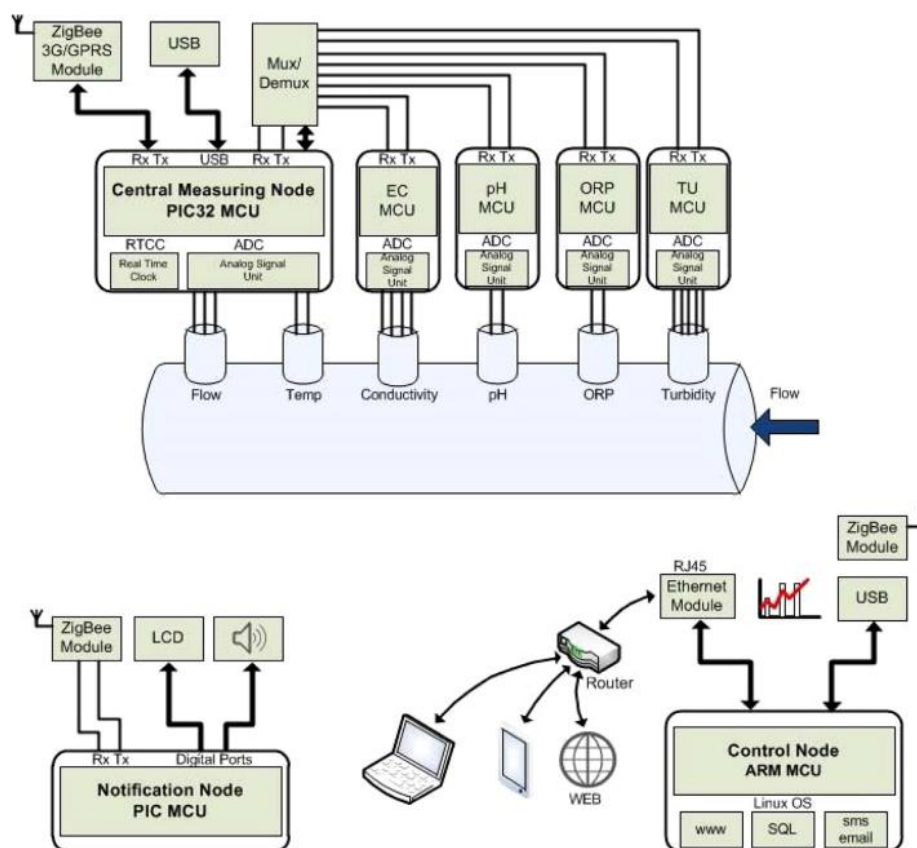 ZigBee
3G/GPRS
Module
USB
Mux/
Demux
Rx Tx
USB
Rx Tx
Central Measuring Node
PIC32 MCU
RTCC
ADC
Real Time
Clock
Analog Signal
Unit
Rx Tx
EC
MCU
ADC
Analog
Signal
Unit
Rx Tx
pH
MCU
ADC
Analog
Signal
Unit
Rx Tx
ORP
MCU
ADC
Analog
Signal
Unit
Rx Tx
TU
MCU
ADC
Analog
Signal
Unit
Flow
Temp
Conductivity
pH
ORP
Turbidity
Flow
ZigBee
Module
LCD
Rx Tx
Digital Ports
Notification Node
PIC MCU
RJ45
Ethernet
Module
ZigBee
Module
USB
Router
WEB
Control Node
ARM MCU
Linux OS
www
SQL
sms
email